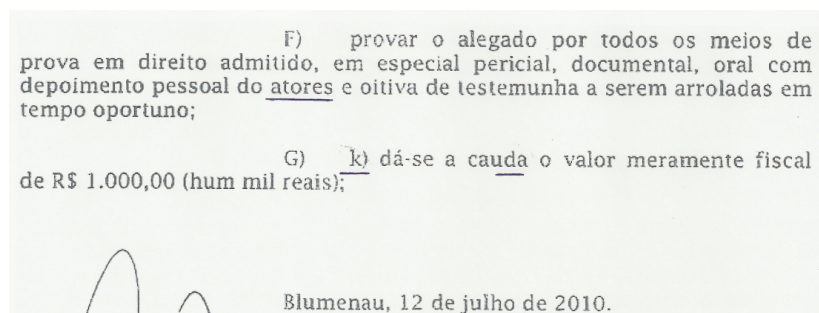 F) provar o alegado por todos os meios de
prova em direito admitido, em especial pericial, documental, oral com
depoimento pessoal do atores e oitiva de testemunha a serem arroladas em
tempo oportuno;
G) k) dá-se a cauda o valor meramente fiscal
de R$ 1.000,00 (hum mil reais);
Blumenau, 12 de julho de 2010.